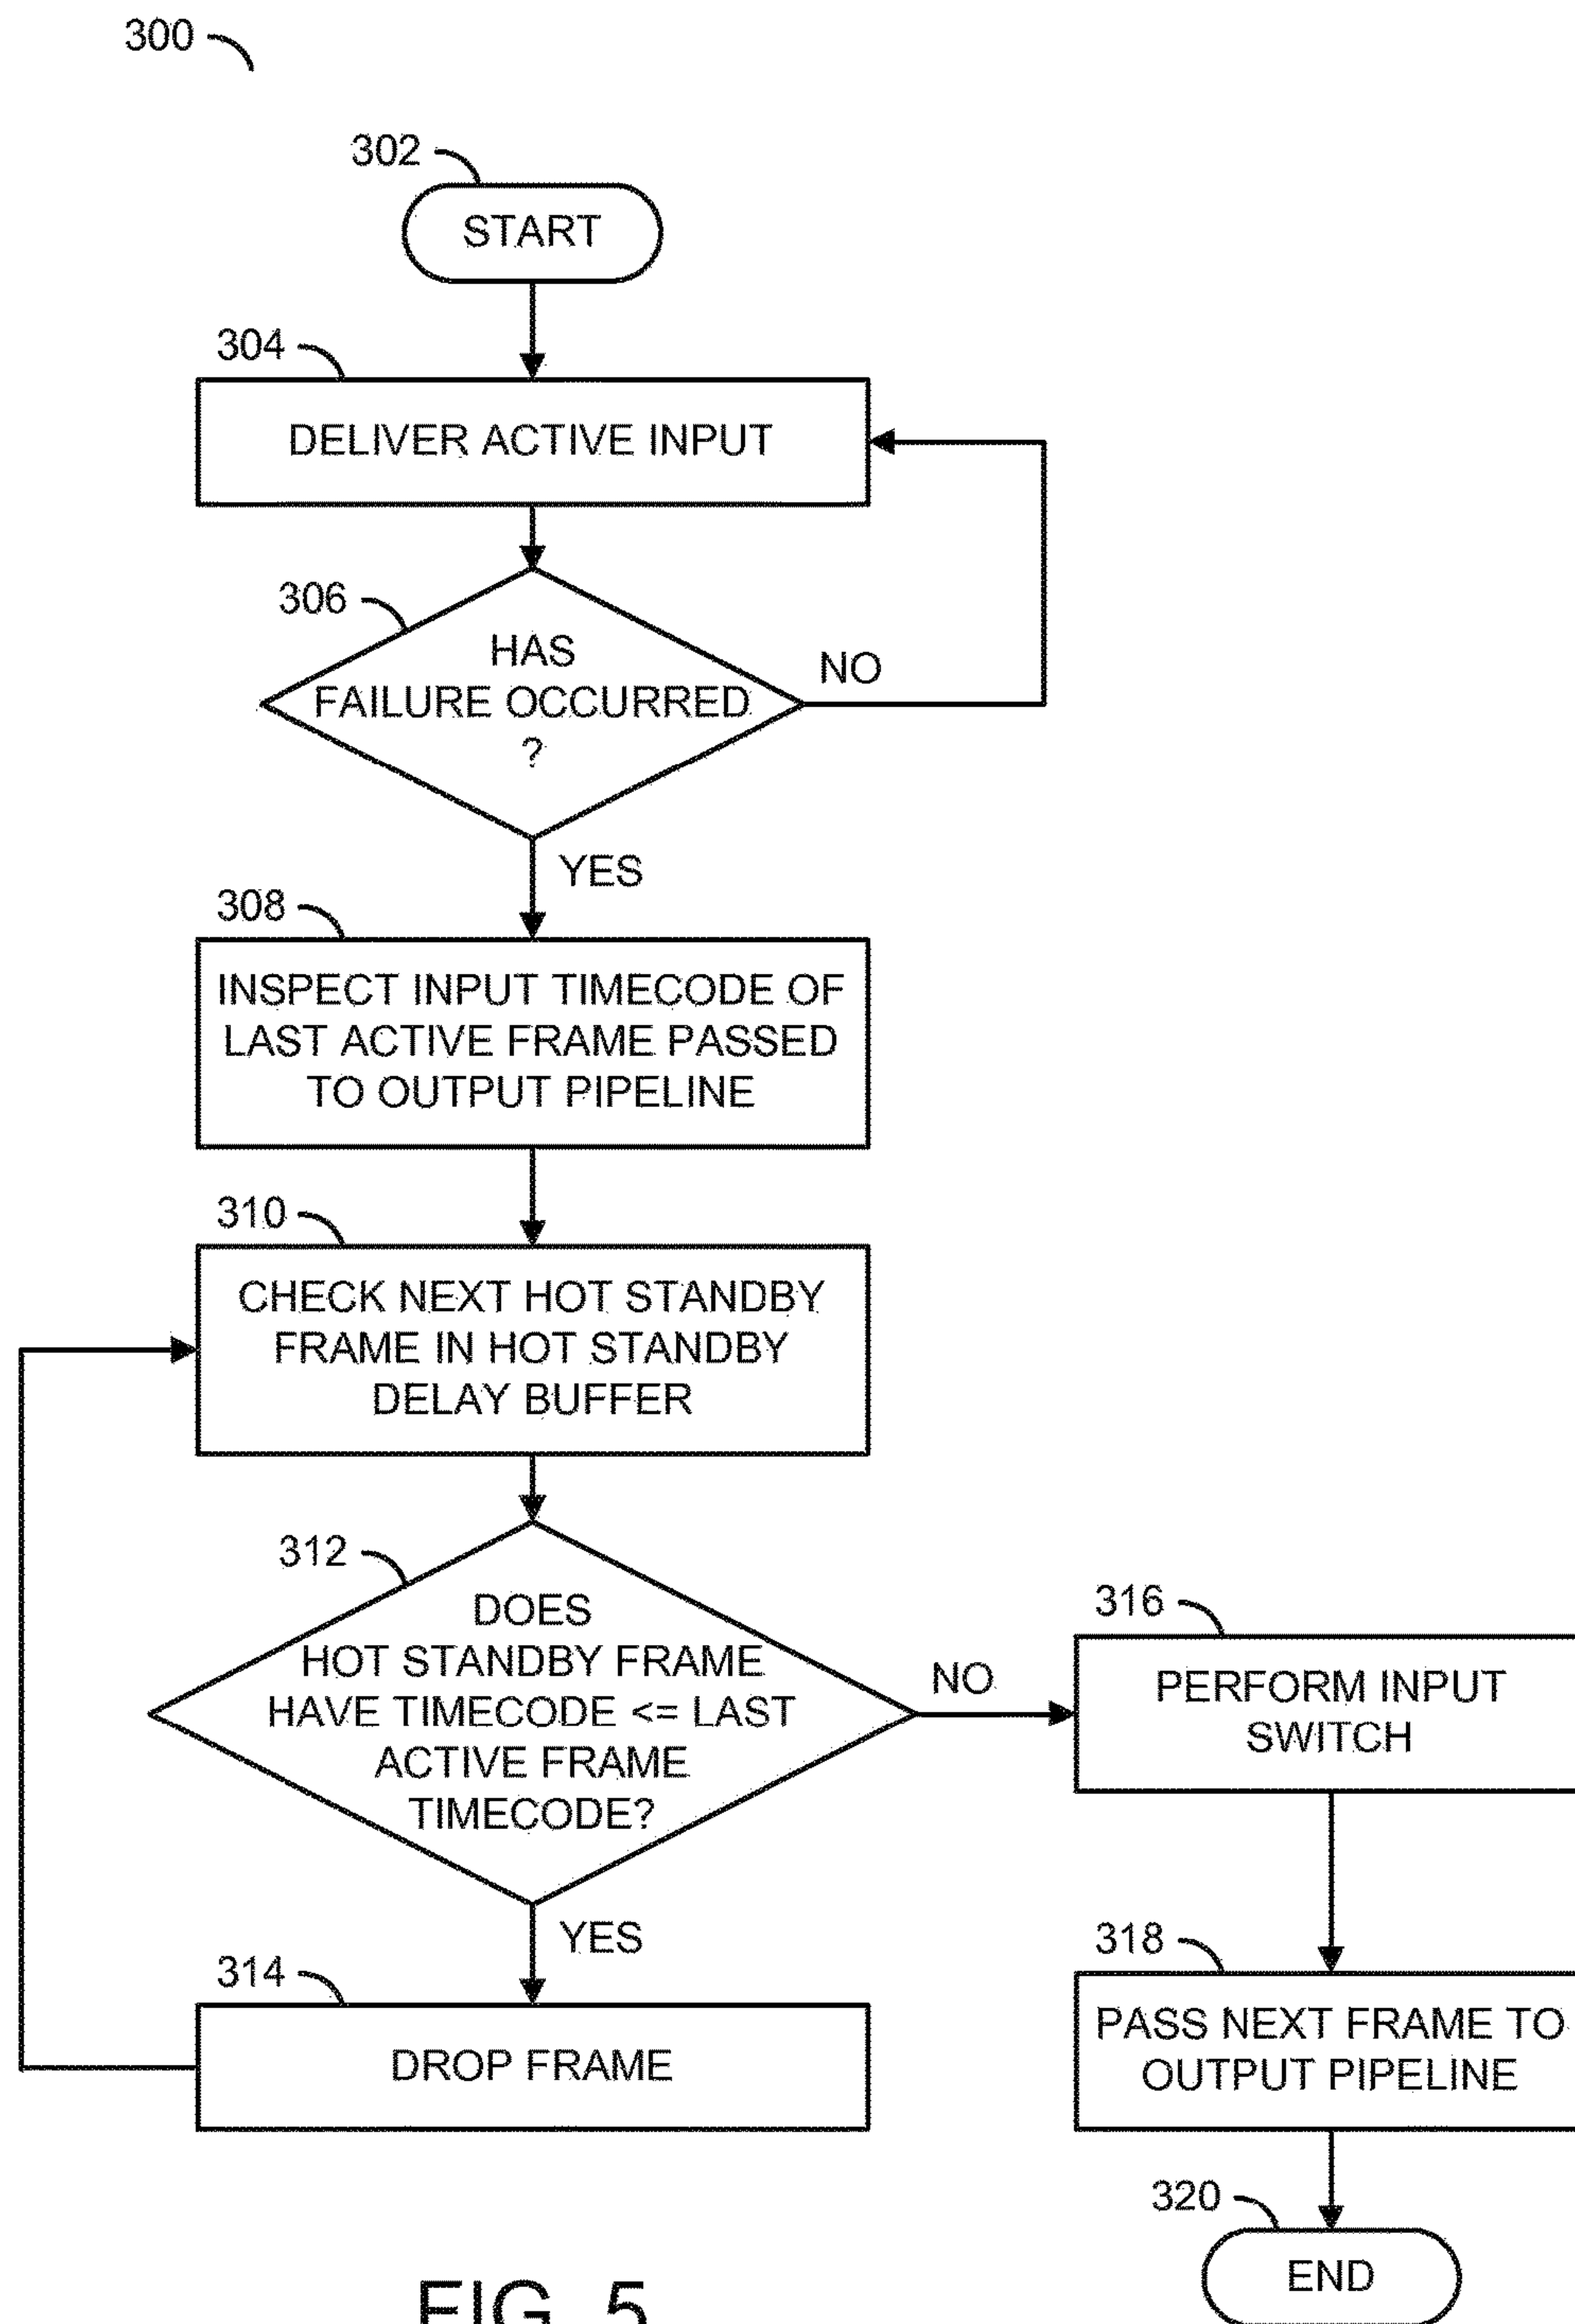 300
302
START
304
DELIVER ACTIVE INPUT
306
HAS
FAILURE OCCURRED
?
NO
YES
308
INSPECT INPUT TIMECODE OF
LAST ACTIVE FRAME PASSED
TO OUTPUT PIPELINE
310
CHECK NEXT HOT STANDBY
FRAME IN HOT STANDBY
DELAY BUFFER
312
DOES
HOT STANDBY FRAME
HAVE TIMECODE <= LAST
ACTIVE FRAME
TIMECODE?
NO
YES
314
DROP FRAME
316
PERFORM INPUT
SWITCH
318
PASS NEXT FRAME TO
OUTPUT PIPELINE
320
END
FIG. 5